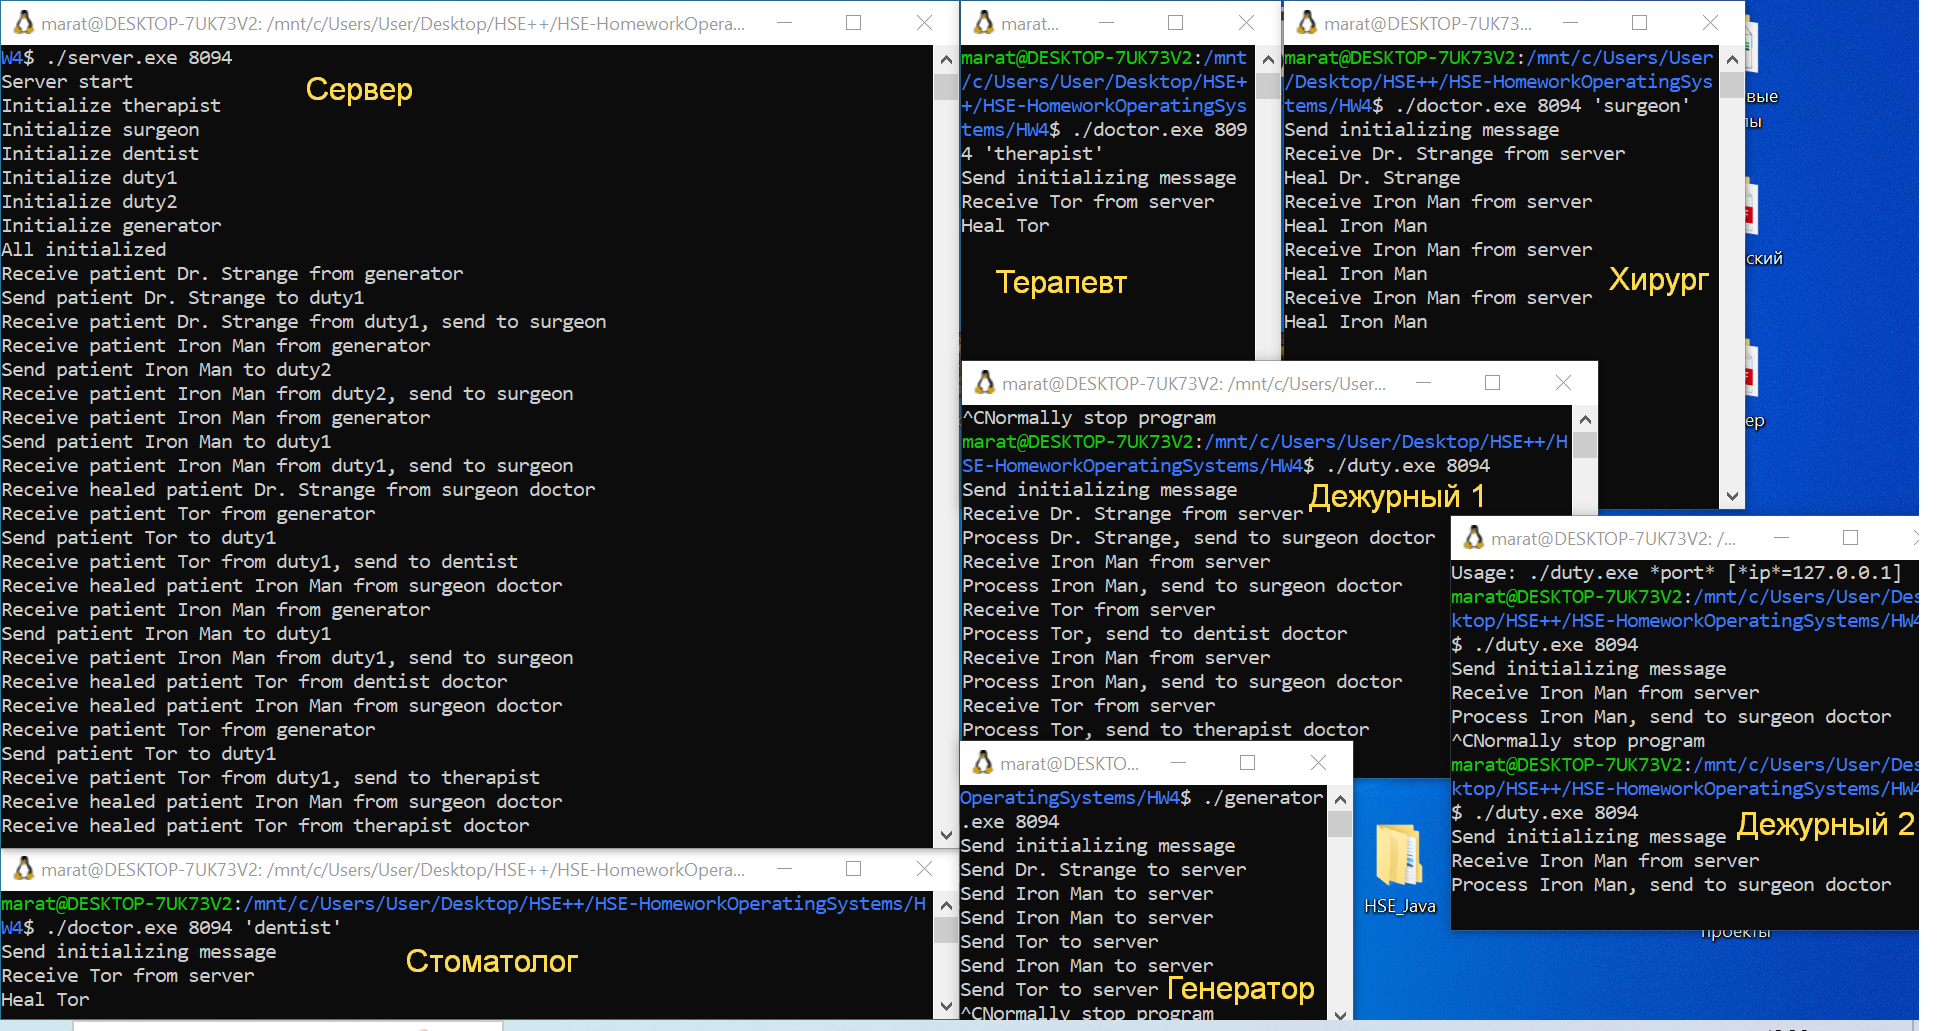 marat@DESKTOP-7UK73V2: /mnt/c/Users/User/Desktop/HSE++/HSE-HomeworkOpera...
W4$ ./server.exe 8094
Server start
Сервер
Initialize therapist
Initialize surgeon
Initialize dentist
Initialize duty1
Initialize duty2
Initialize generator
All initialized
Receive patient Dr. Strange from generator
Send patient Dr. Strange to duty1
Receive patient Dr. Strange from duty1, send to surgeon
Receive patient Iron Man from generator
Send patient Iron Man to duty2
Receive patient Iron Man from duty2, send to surgeon
Receive patient Iron Man from generator
Send patient Iron Man to duty1
Receive patient Iron Man from duty1, send to surgeon
Receive healed patient Dr. Strange from surgeon doctor
Receive patient Tor from generator
Send patient Tor to duty1
Receive patient Tor from duty1, send to dentist
Receive healed patient Iron Man from surgeon doctor
Receive patient Iron Man from generator
Send patient Iron Man to duty1
Receive patient Iron Man from duty1, send to surgeon
Receive healed patient Tor from dentist doctor
Receive healed patient Iron Man from surgeon doctor
Receive patient Tor from generator
Send patient Tor to duty1
Receive patient Tor from duty1, send to therapist
Receive healed patient Iron Man from surgeon doctor
Receive healed patient Tor from therapist doctor
marat@DESKTOP-7UK73V2: /mnt/c/Users/User/Desktop/HSE++/HSE-HomeworkOpera...
marat@DESKTOP-7UK73V2:/mnt/c/Users/User/Desktop/HSE++/HSE-HomeworkOperatingSystems/H
W4$ ./doctor.exe 8094 'dentist'
Send initializing message
Стоматолог
Receive Tor from server
Heal Tor
marat...
marat@DESKTOP-7UK73V2:/mnt
/c/Users/User/Desktop/HSE+
+/HSE-HomeworkOperatingSys
tems/HW4$ ./doctor.exe 809
4 'therapist'
Send initializing message
Receive Tor from server
Heal Tor
Терапевт
marat@DESKTOP-7UK73...
marat@DESKTOP-7UK73V2:/mnt/c/Users/User
/Desktop/HSE++/HSE-HomeworkOperatingSys
tems/HW4$ ./doctor.exe 8094 'surgeon'
Send initializing message
Receive Dr. Strange from server
Heal Dr. Strange
Receive Iron Man from server
Heal Iron Man
Receive Iron Man from server
Heal Iron Man
Хирург
Receive Iron Man from server
Heal Iron Man
marat@DESKTOP-7UK73V2: /mnt/c/Users/User...
^CNormally stop program
marat@DESKTOP-7UK73V2:/mnt/c/Users/User/Desktop/HSE++/H
SE-HomeworkOperatingSystems/HW4$ ./duty.exe 8094
Send initializing message
Дежурный 1
Receive Dr. Strange from server
Process Dr. Strange, send to surgeon doctor
Receive Iron Man from server
Process Iron Man, send to surgeon doctor
Receive Tor from server
Process Tor, send to dentist doctor
Receive Iron Man from server
Process Iron Man, send to surgeon doctor
Receive Tor from server
Process Tor, send to therapist doctor
marat@DESKTOP-7UK73V2: /...
Usage: ./duty.exe *port* [*ip*=127.0.0.1]
marat@DESKTOP-7UK73V2:/mnt/c/Users/User/Des
ktop/HSE++/HSE-HomeworkOperatingSystems/HW4
$ ./duty.exe 8094
Send initializing message
Receive Iron Man from server
Process Iron Man, send to surgeon doctor
^CNormally stop program
marat@DESKTOP-7UK73V2:/mnt/c/Users/User/Des
ktop/HSE++/HSE-HomeworkOperatingSystems/HW4
$ ./duty.exe 8094
Дежурный 2
Send initializing message
Receive Iron Man from server
Process Iron Man, send to surgeon doctor
marat@DESKTO...
OperatingSystems/HW4$ ./generator
.exe 8094
Send initializing message
Send Dr. Strange to server
Send Iron Man to server
Send Iron Man to server
Send Tor to server
Send Iron Man to server
Send Tor to server
Генератор
^CNormally stop program
HSE_Java
проекты